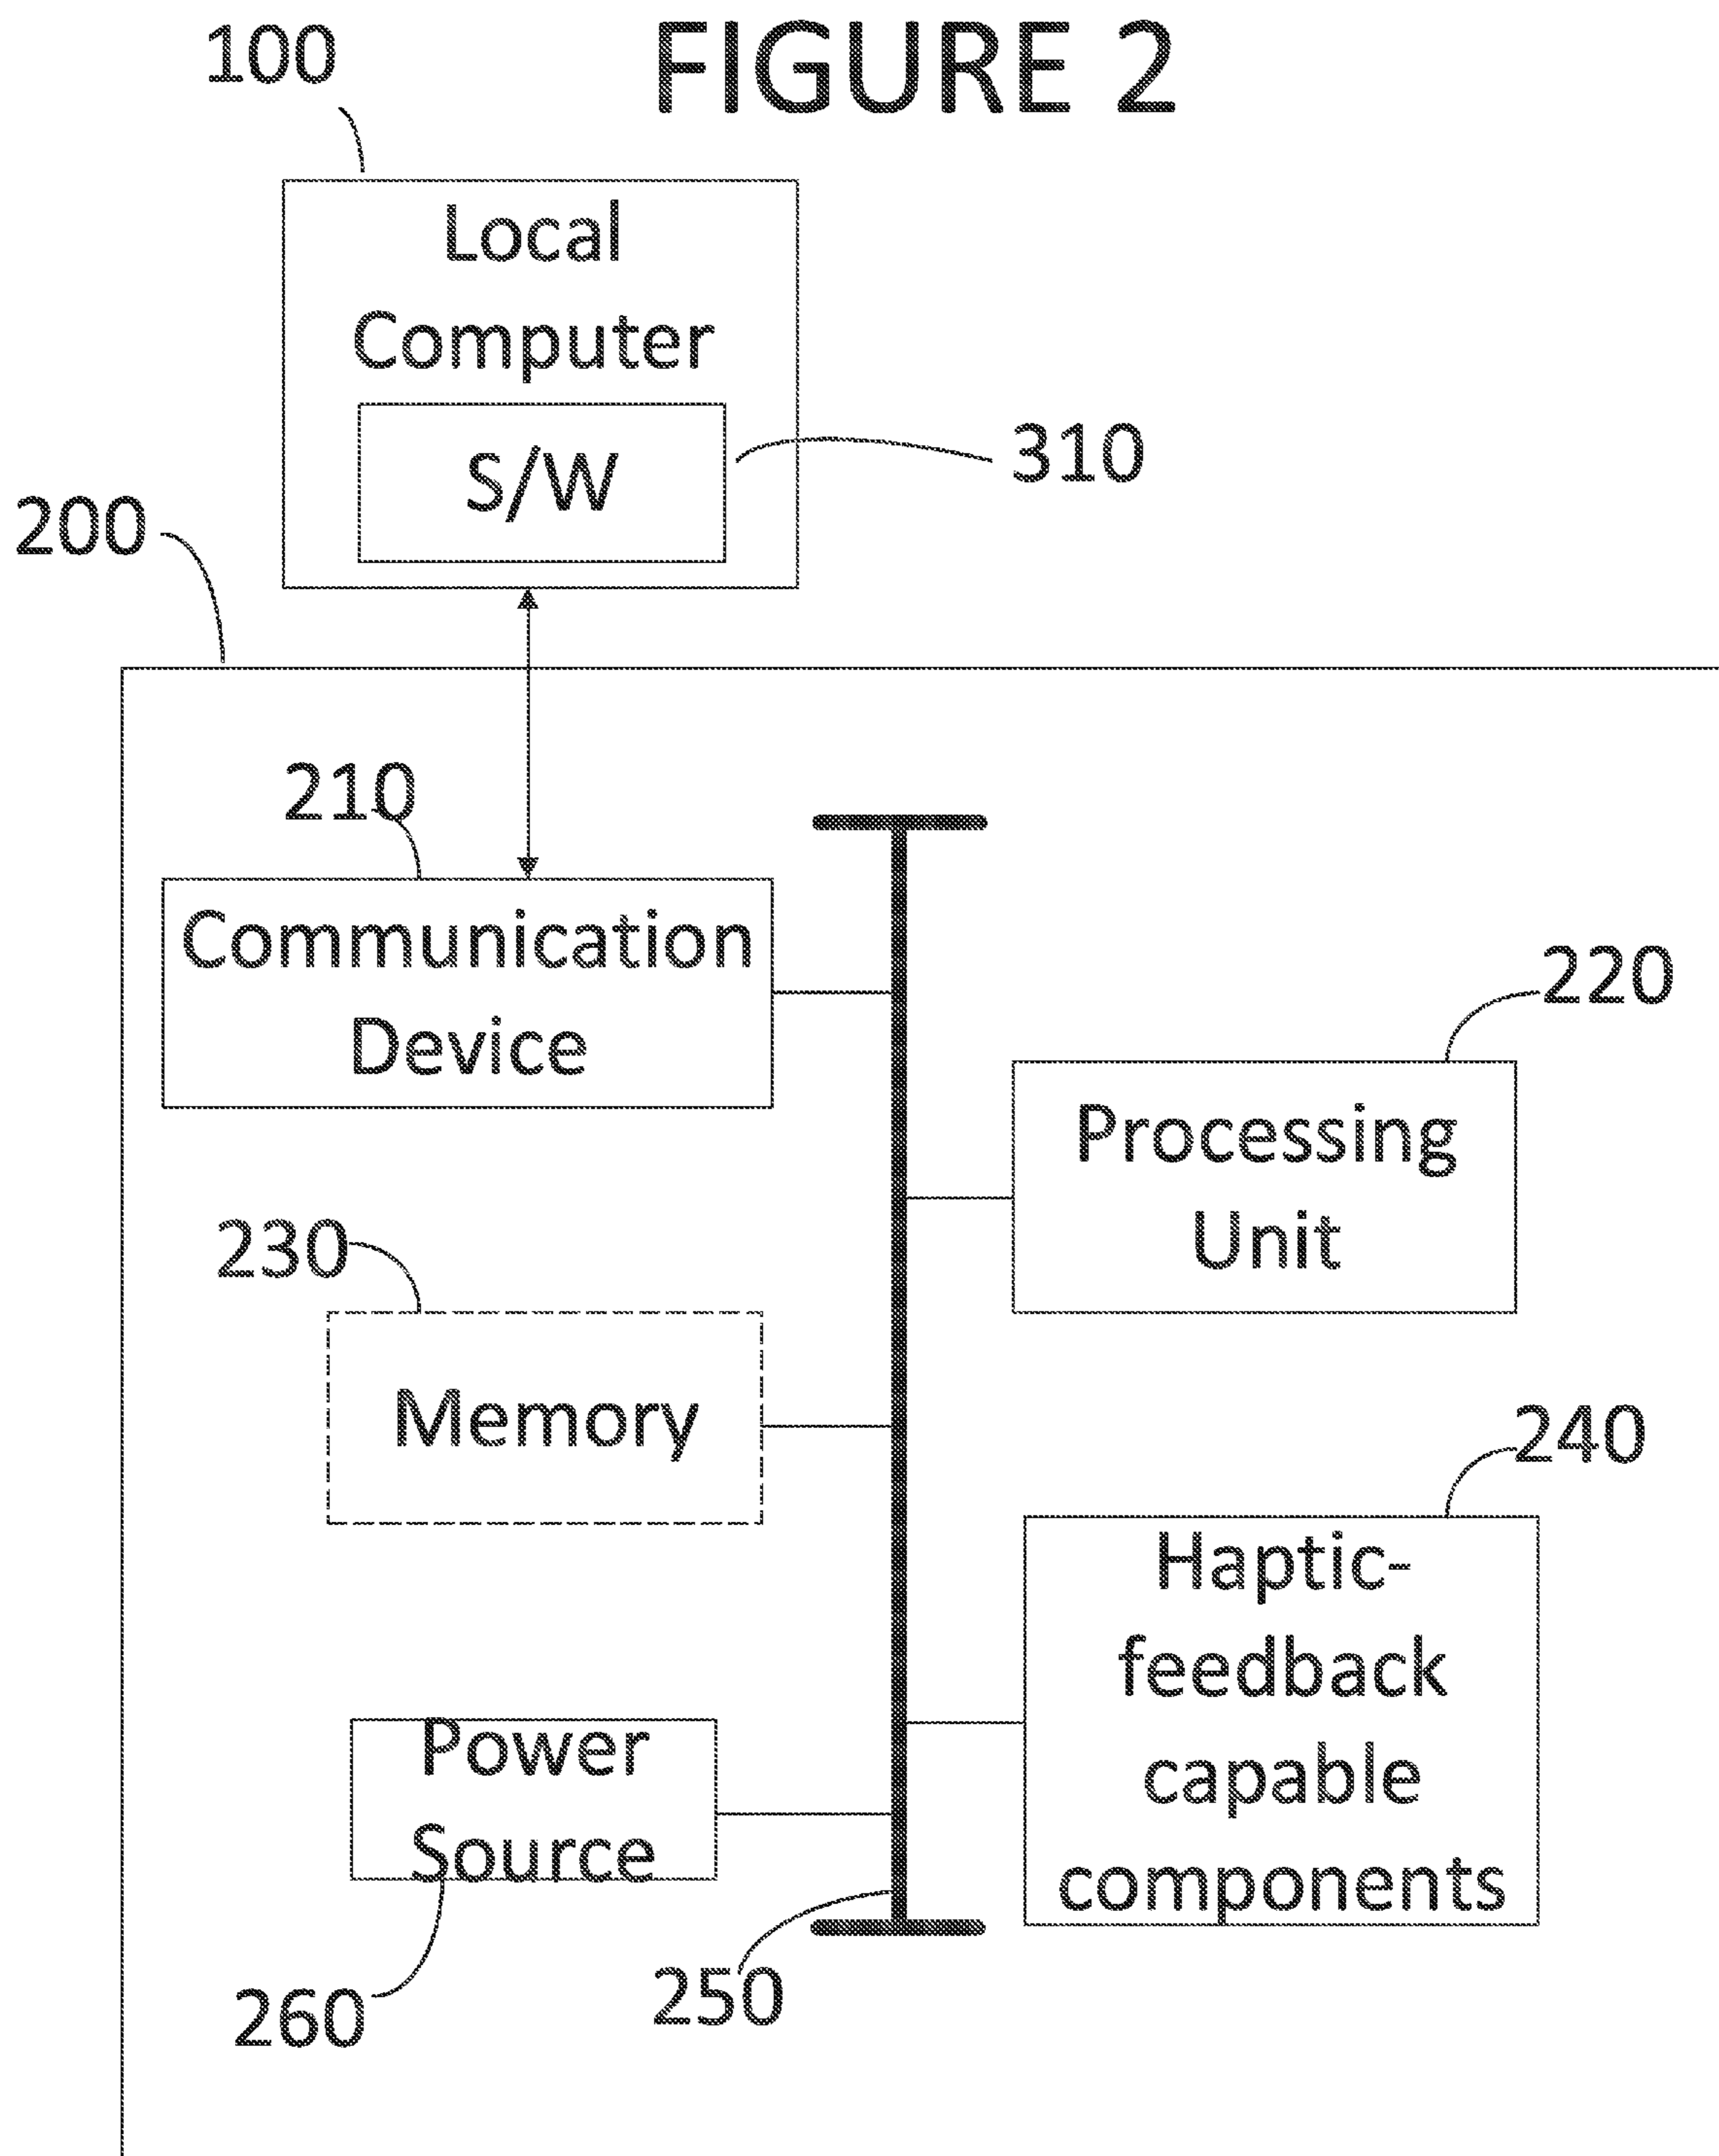 FIGURE 2
100
Local
Computer
S/W
310
200
210
Communication
Device
220
Processing
Unit
230
Memory
240
Haptic-
feedback
capable
components
Power
Source
250
260